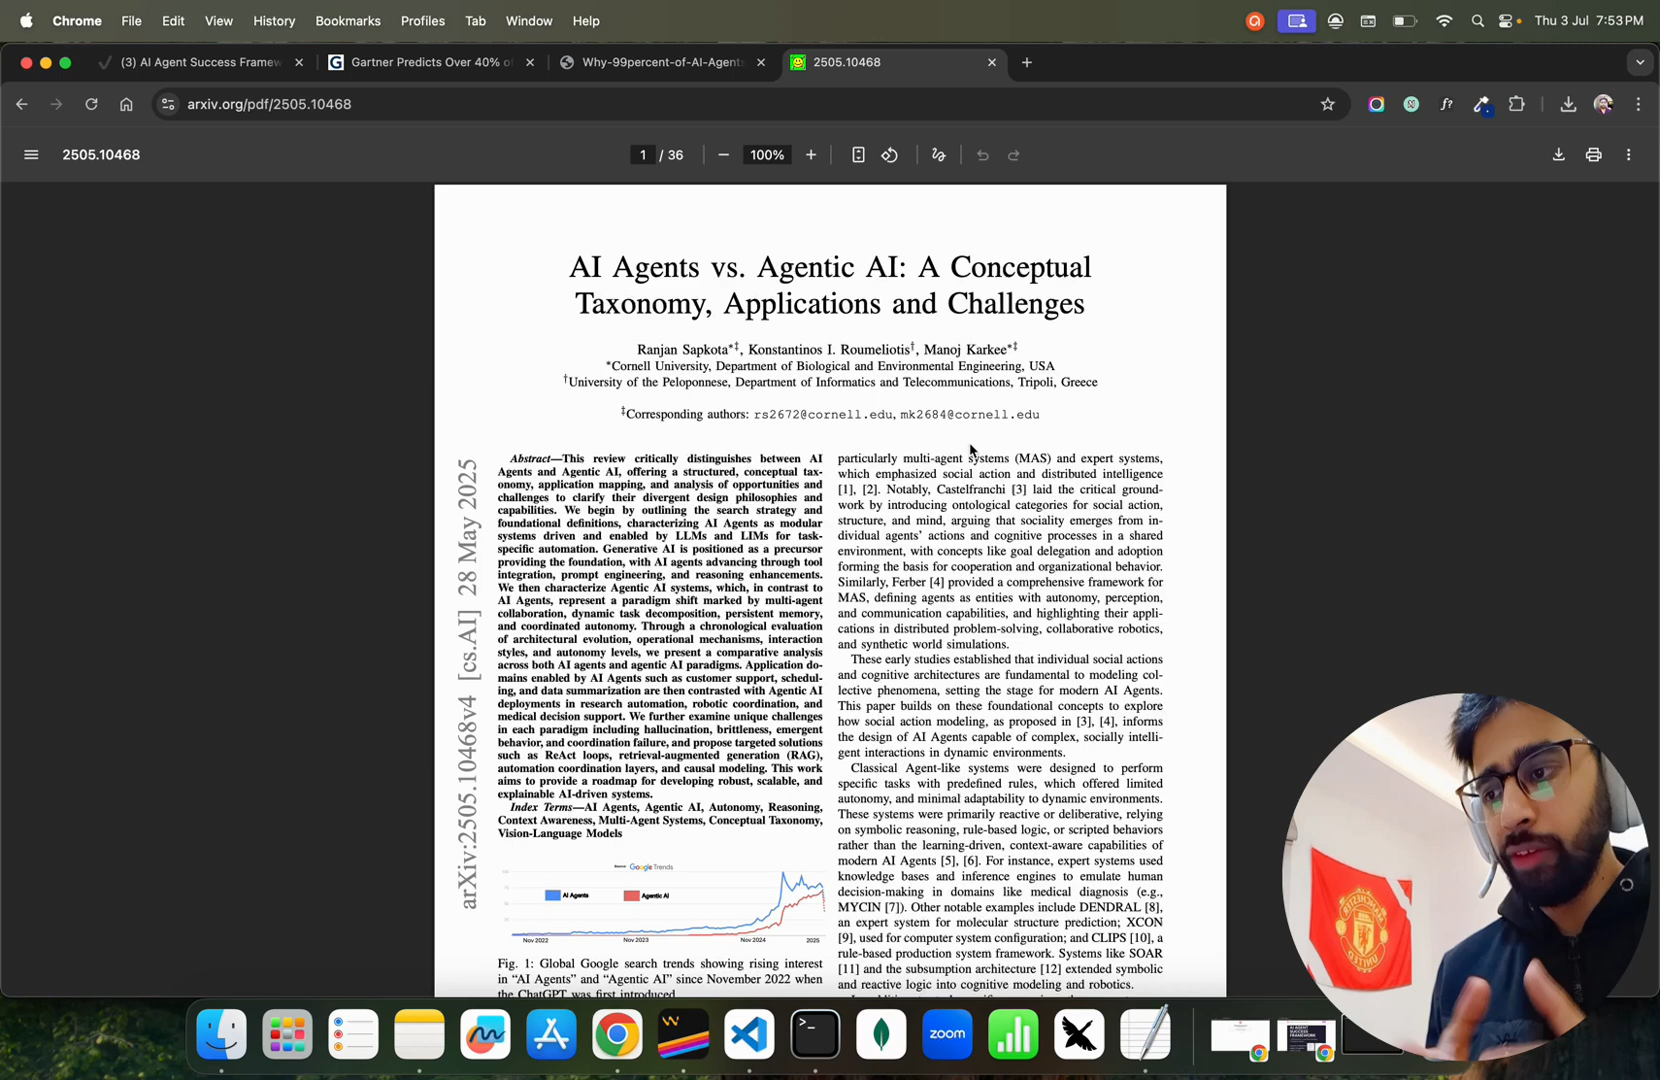 Chrome File Edit View History Bookmarks Profiles Tab Window Help
Thu 3 Jul 7:53 PM
(3) AI Agent Success Framew
Gartner Predicts Over 40% of
Why-99percent-of-AI-Agents
2505.10468
arxiv.org/pdf/2505.10468
2505.10468
1 / 36
100%
AI Agents vs. Agentic AI: A Conceptual
Taxonomy, Applications and Challenges
Ranjan Sapkota*‡, Konstantinos I. Roumeliotis†, Manoj Karkee*‡
*Cornell University, Department of Biological and Environmental Engineering, USA
†University of the Peloponnese, Department of Informatics and Telecommunications, Tripoli, Greece
‡Corresponding authors: rs2672@cornell.edu, mk2684@cornell.edu
arXiv:2505.10468v4 [cs.AI] 28 May 2025
Abstract—This review critically distinguishes between AI
Agents and Agentic AI, offering a structured, conceptual tax-
onomy, application mapping, and analysis of opportunities and
challenges to clarify their divergent design philosophies and
capabilities. We begin by outlining the search strategy and
foundational definitions, characterizing AI Agents as modular
systems driven and enabled by LLMs and LIMs for task-
specific automation. Generative AI is positioned as a precursor
providing the foundation, with AI agents advancing through tool
integration, prompt engineering, and reasoning enhancements.
We then characterize Agentic AI systems, which, in contrast to
AI Agents, represent a paradigm shift marked by multi-agent
collaboration, dynamic task decomposition, persistent memory,
and coordinated autonomy. Through a chronological evaluation
of architectural evolution, operational mechanisms, interaction
styles, and autonomy levels, we present a comparative analysis
across both AI agents and agentic AI paradigms. Application do-
mains enabled by AI Agents such as customer support, schedul-
ing, and data summarization are then contrasted with Agentic AI
deployments in research automation, robotic coordination, and
medical decision support. We further examine unique challenges
in each paradigm including hallucination, brittleness, emergent
behavior, and coordination failure, and propose targeted solutions
such as ReAct loops, retrieval-augmented generation (RAG),
automation coordination layers, and causal modeling. This work
aims to provide a roadmap for developing robust, scalable, and
explainable AI-driven systems.
Index Terms—AI Agents, Agentic AI, Autonomy, Reasoning,
Context Awareness, Multi-Agent Systems, Conceptual Taxonomy,
Vision-Language Models
Source: Google Trends
AI Agents
Agentic AI
Nov 2022
Nov 2023
Nov 2024
2025
Fig. 1: Global Google search trends showing rising interest
in “AI Agents” and “Agentic AI” since November 2022 when
the ChatGPT was first introduced
particularly multi-agent systems (MAS) and expert systems,
which emphasized social action and distributed intelligence
[1], [2]. Notably, Castelfranchi [3] laid the critical ground-
work by introducing ontological categories for social action,
structure, and mind, arguing that sociality emerges from in-
dividual agents’ actions and cognitive processes in a shared
environment, with concepts like goal delegation and adoption
forming the basis for cooperation and organizational behavior.
Similarly, Ferber [4] provided a comprehensive framework for
MAS, defining agents as entities with autonomy, perception,
and communication capabilities, and highlighting their appli-
cations in distributed problem-solving, collaborative robotics,
and synthetic world simulations.
These early studies established that individual social actions
and cognitive architectures are fundamental to modeling col-
lective phenomena, setting the stage for modern AI Agents.
This paper builds on these foundational concepts to explore
how social action modeling, as proposed in [3], [4], informs
the design of AI Agents capable of complex, socially intelli-
gent interactions in dynamic environments.
Classical Agent-like systems were designed to perform
specific tasks with predefined rules, which offered limited
autonomy, and minimal adaptability to dynamic environments.
These systems were primarily reactive or deliberative, relying
on symbolic reasoning, rule-based logic, or scripted behaviors
rather than the learning-driven, context-aware capabilities of
modern AI Agents [5], [6]. For instance, expert systems used
knowledge bases and inference engines to emulate human
decision-making in domains like medical diagnosis (e.g.,
MYCIN [7]). Other notable examples include DENDRAL [8],
an expert system for molecular structure prediction; XCON
[9], used for computer system configuration; and CLIPS [10], a
rule-based production system framework. Systems like SOAR
[11] and the subsumption architecture [12] extended symbolic
and reactive logic into cognitive modeling and robotics.
zoom
AI AGENT
SUCCESS
FRAMEWORK